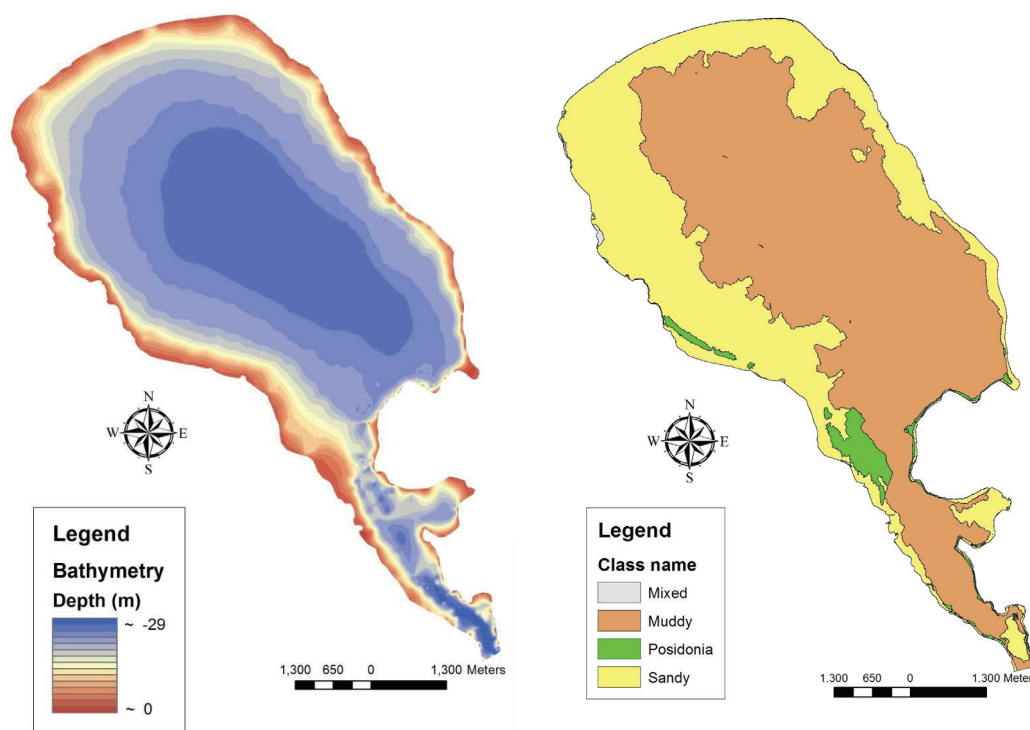 N
W E
S
Legend
Bathymetry
Depth (m)
~ -29
~ 0
1,300 650 0 1,300 Meters
N
W E
S
Legend
Class name
Mixed
Muddy
Posidonia
Sandy
1.300 650 0 1.300 Meter